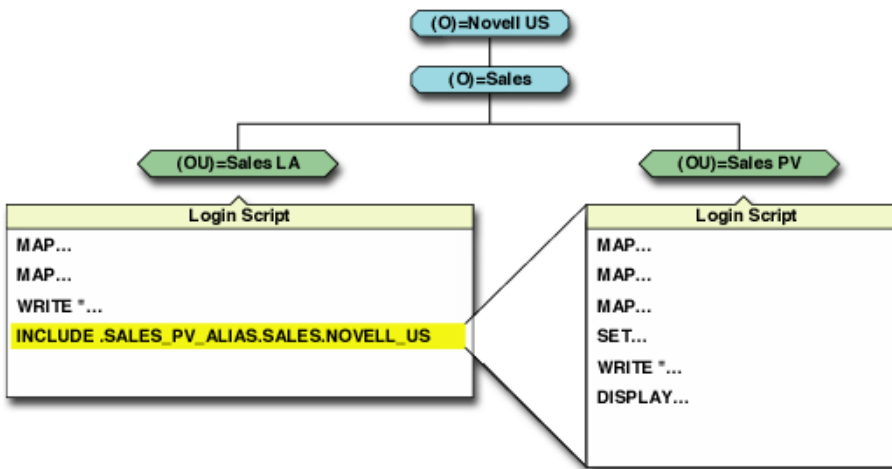 (O)=Novell US
(O)=Sales
(OU)=Sales LA
(OU)=Sales PV
Login Script
MAP...
MAP...
WRITE "...
INCLUDE .SALES_PV_ALIAS.SALES.NOVELL_US
Login Script
MAP...
MAP...
MAP...
SET...
WRITE "...
DISPLAY...